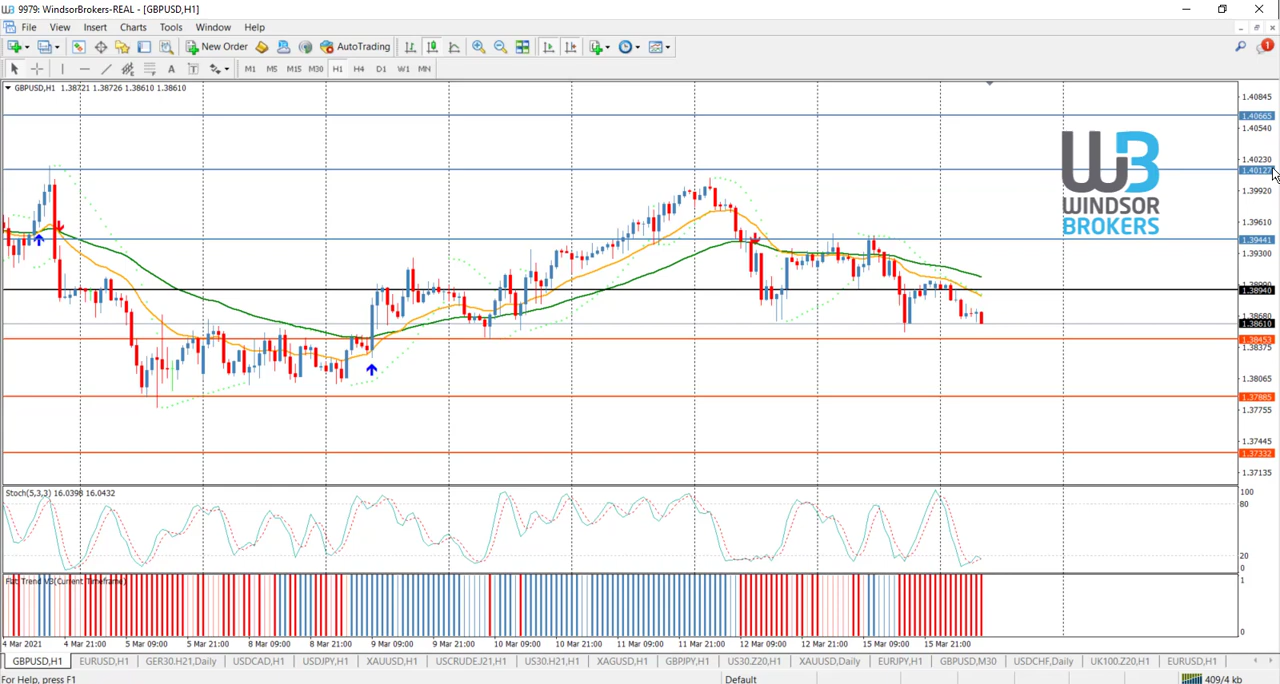 9979: WindsorBrokers-REAL - [GBPUSD,H1]
File View Insert Charts Tools Window Help
New Order AutoTrading
1
A T M1 M5 M15 M30 H1 H4 D1 W1 MN
GBPUSD,H1 1.38721 1.38726 1.38610 1.38610
1.40845
1.40665
1.40540
1.40230
1.40127
1.39920
1.39610
1.39441
1.39300
1.38940
1.38680
1.38610
1.38453
1.38375
1.38065
1.37885
1.37755
1.37445
1.37332
1.37135
WB
WINDSOR
BROKERS
Stoch(5,3,3) 16.0398 16.0432
100
80
20
0
Trend V3(Current Timeframe)
1
0
4 Mar 2021 4 Mar 21:00 5 Mar 09:00 5 Mar 21:00 8 Mar 09:00 8 Mar 21:00 9 Mar 09:00 9 Mar 21:00 10 Mar 09:00 10 Mar 21:00 11 Mar 09:00 11 Mar 21:00 12 Mar 09:00 12 Mar 21:00 15 Mar 09:00 15 Mar 21:00
GBPUSD,H1 EURUSD,H1 GER30.H21,Daily USDCAD,H1 USDJPY,H1 XAUUSD,H1 USCRUDE.J21,H1 US30.H21,H1 XAGUSD,H1 GBPJPY,H1 US30.Z20,H1 XAUUSD,Daily EURJPY,H1 GBPUSD,M30 USDCHF,Daily UK100.Z20,H1 EURUSD,H1
For Help, press F1 Default 409/4 kb